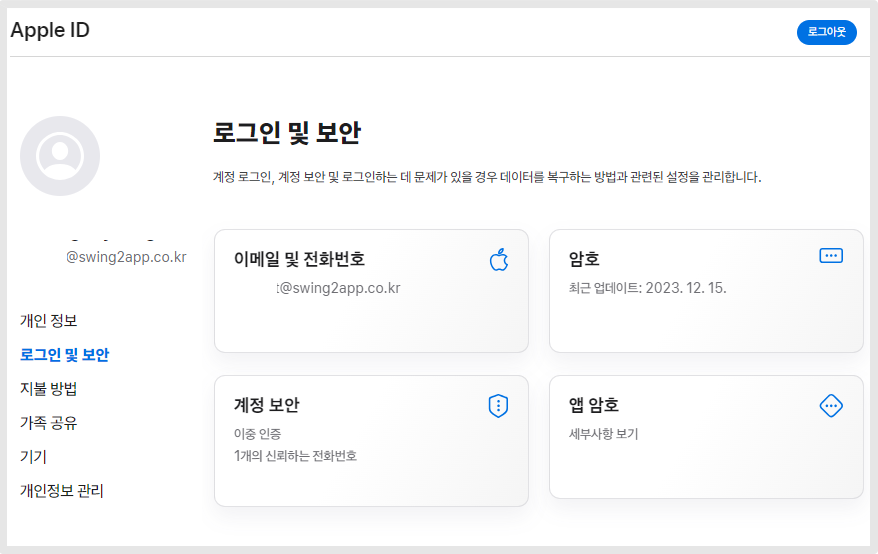 Apple ID
로그아웃
로그인 및 보안
계정 로그인, 계정 보안 및 로그인하는 데 문제가 있을 경우 데이터를 복구하는 방법과 관련된 설정을 관리합니다.
@swing2app.co.kr
개인 정보
로그인 및 보안
지불 방법
가족 공유
기기
개인정보 관리
이메일 및 전화번호
t@swing2app.co.kr
암호
최근 업데이트: 2023. 12. 15.
계정 보안
이중 인증
1개의 신뢰하는 전화번호
앱 암호
세부사항 보기